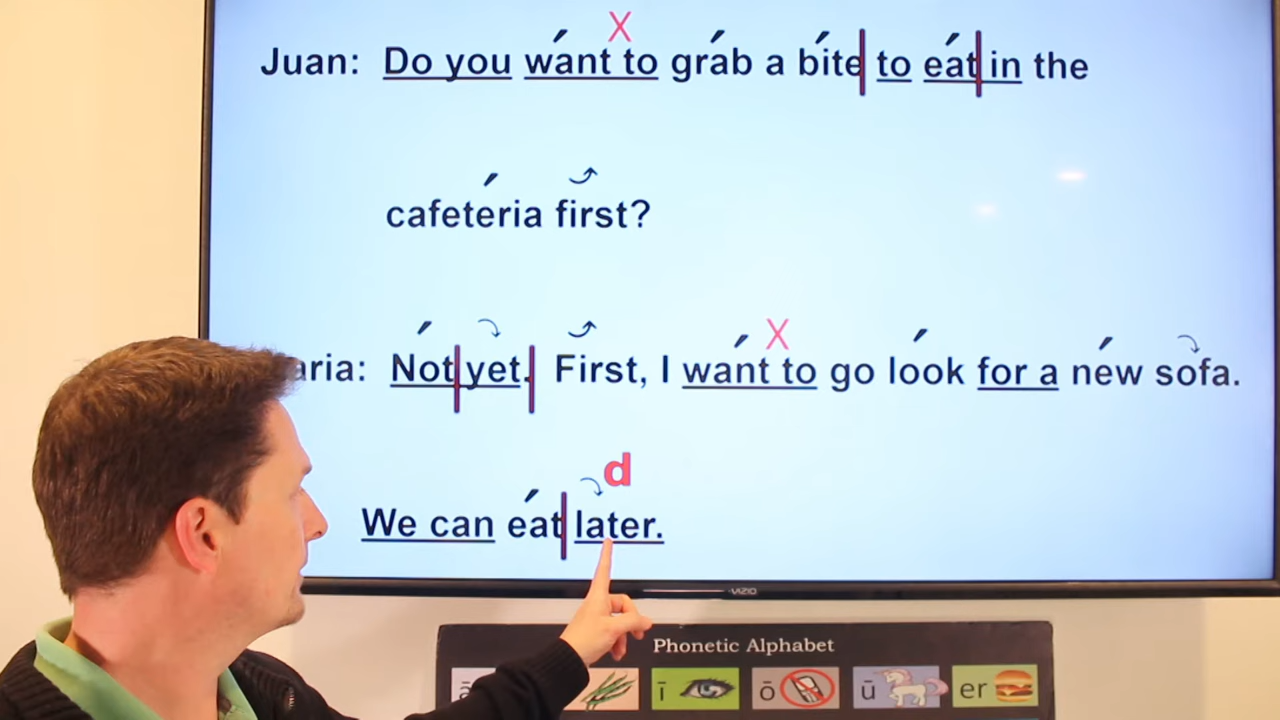 X
Juan: Do you want to grab a bite to eat in the
cafeteria first?
X
aria: Not yet. First, I want to go look for a new sofa.
d
We can eat later.
VIZIO
Phonetic Alphabet
ā ī ō ū er